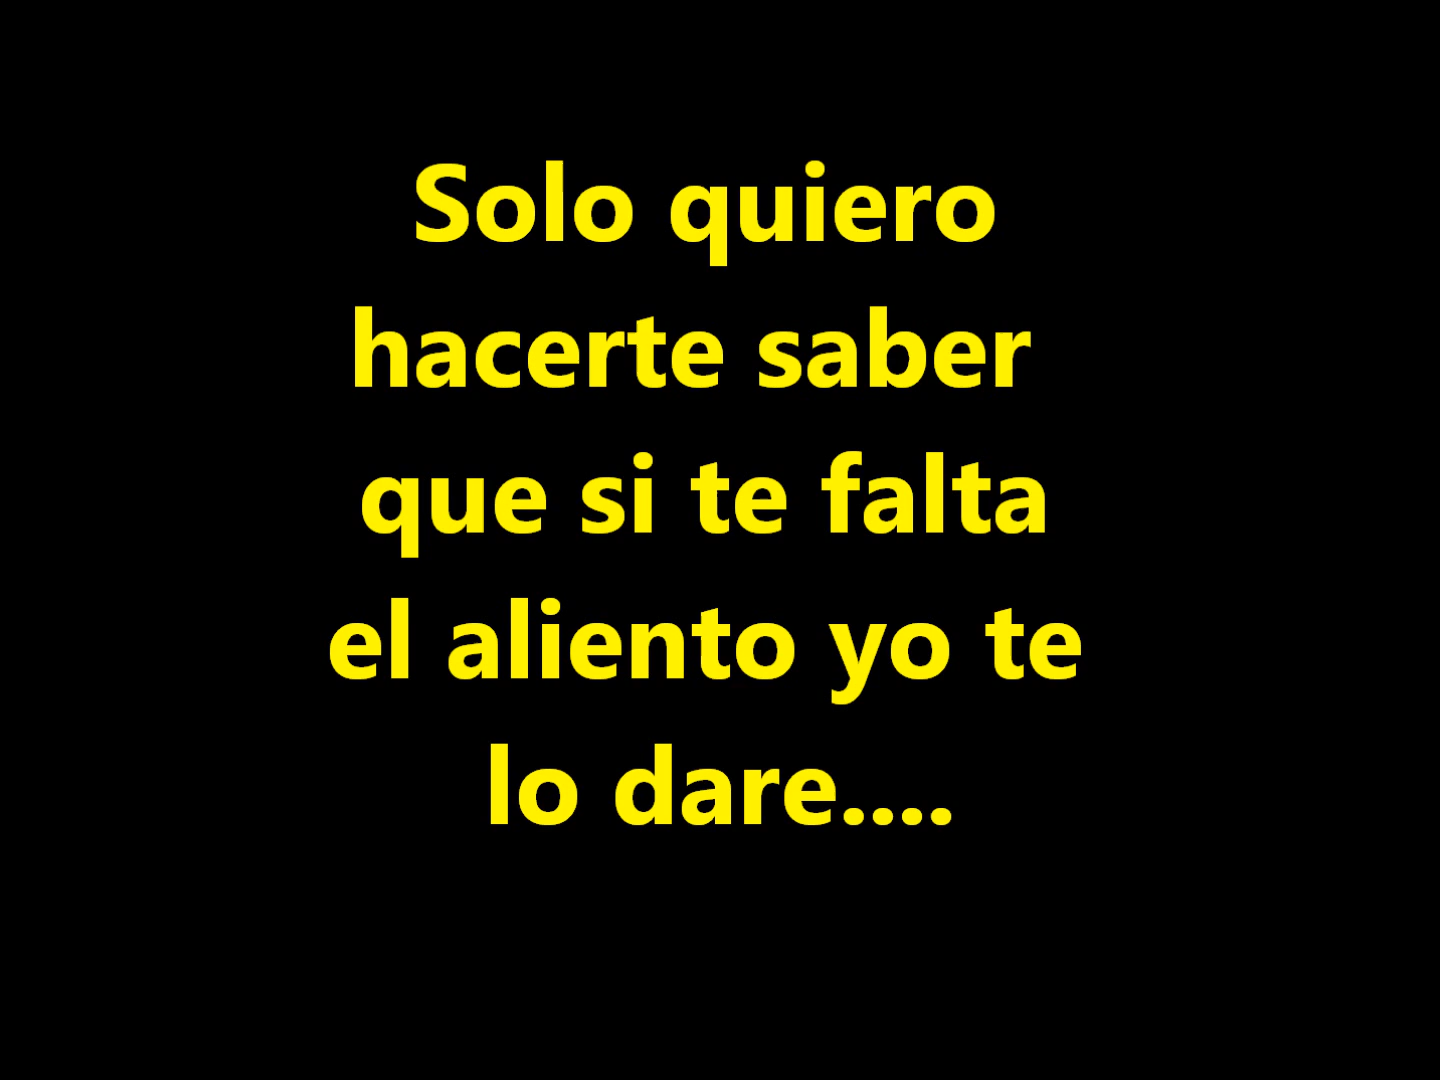 Solo quiero
hacerte saber
que si te falta
el aliento yo te
lo dare....